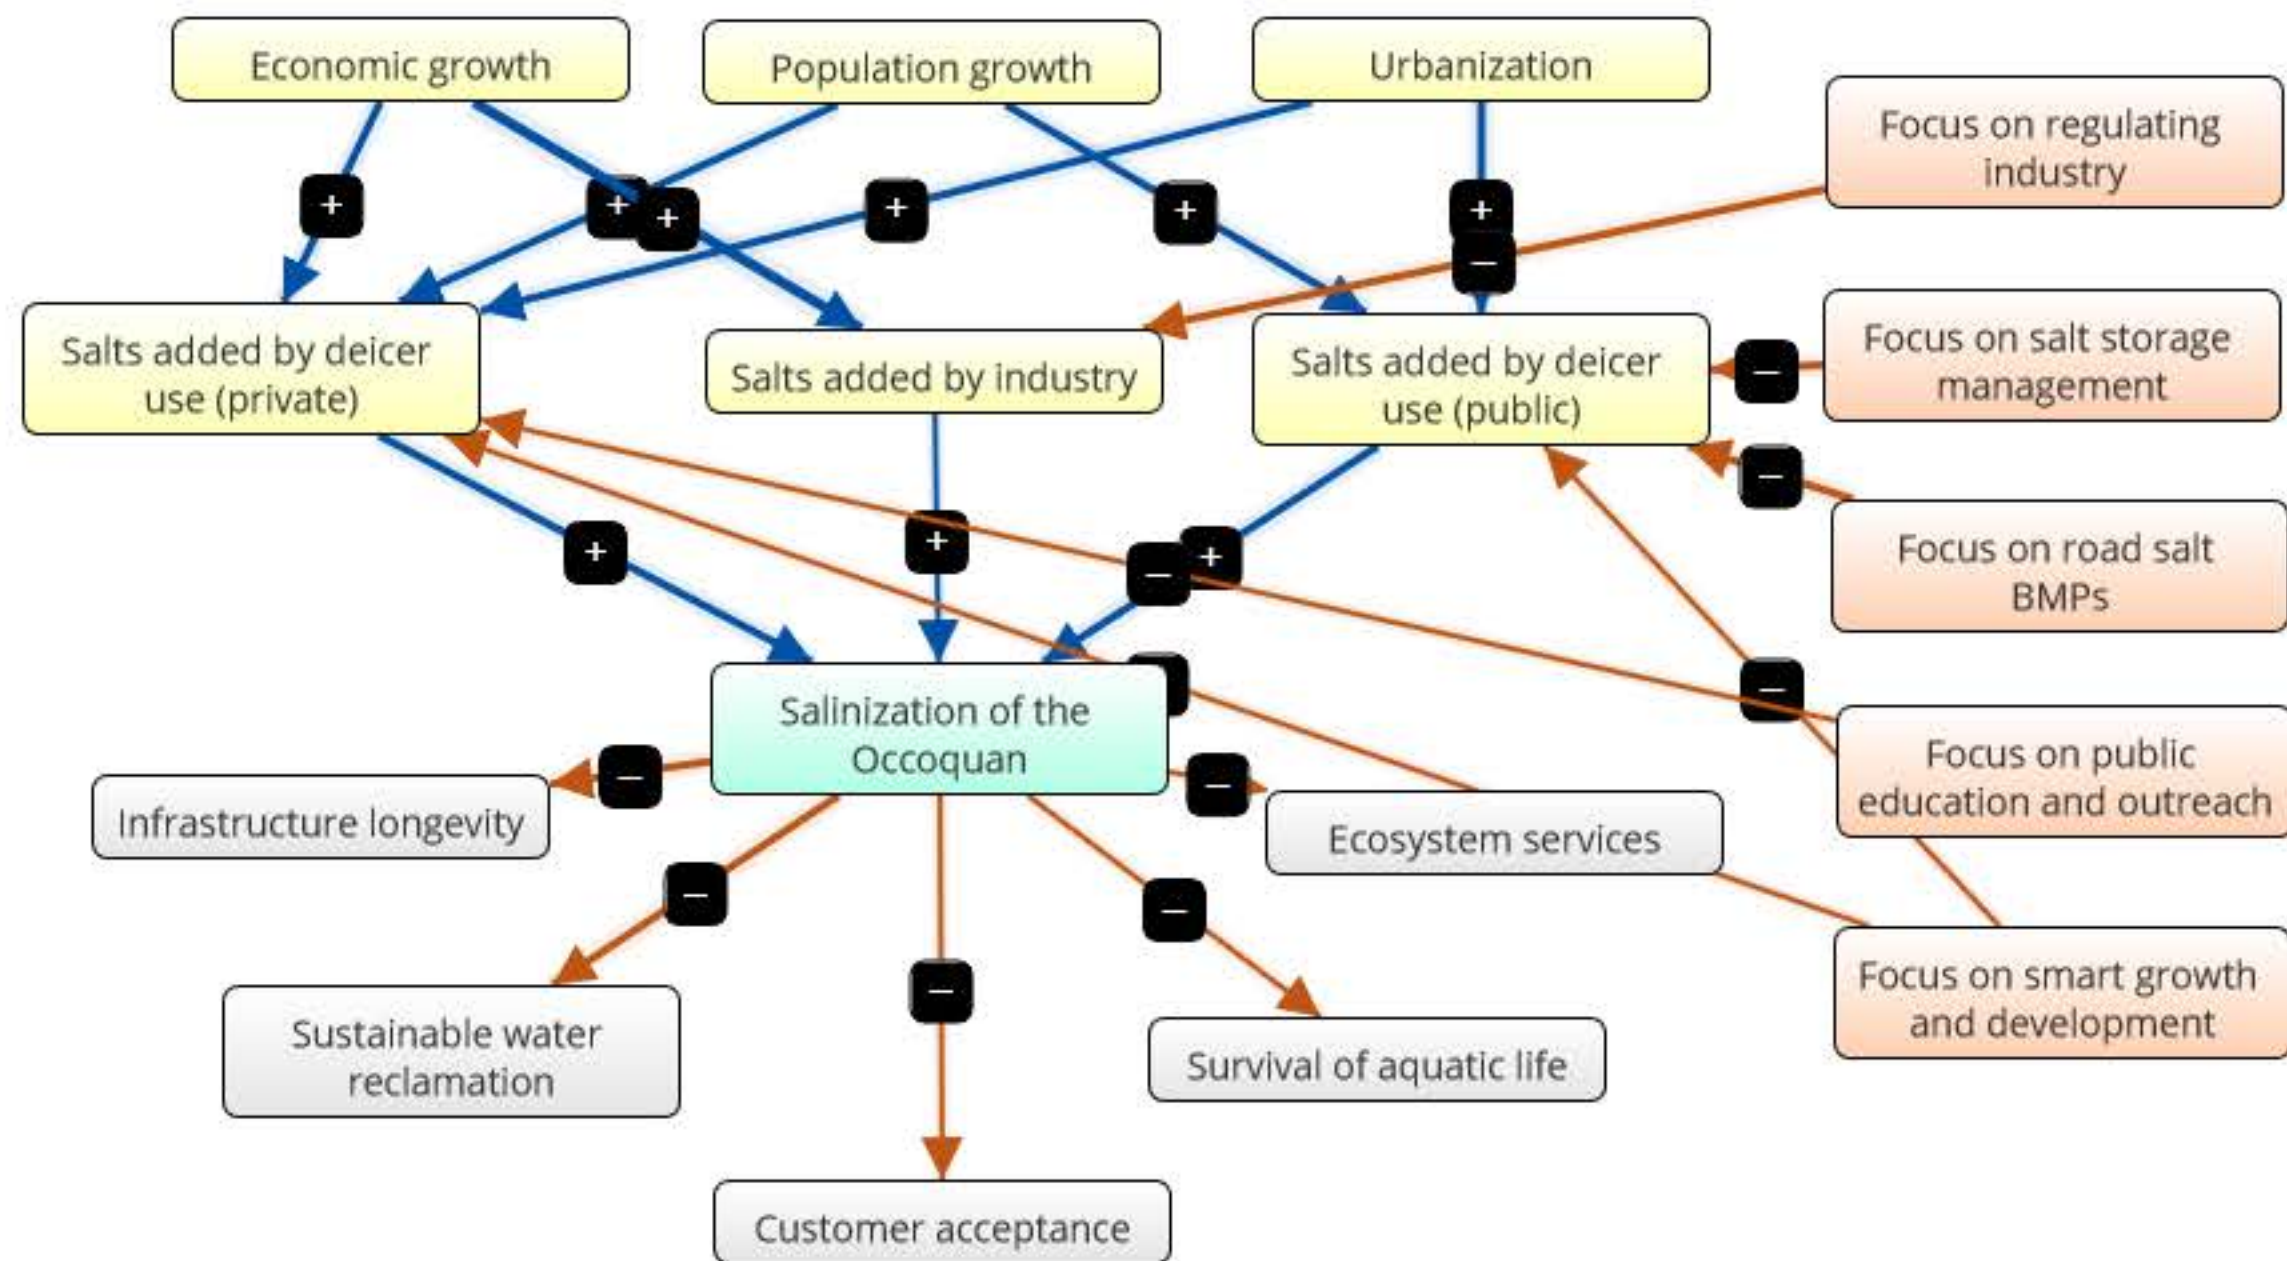 Economic growth
Population growth
Urbanization
Focus on regulating
industry
+
+
+
+
+
+
−
Salts added by deicer
use (private)
Salts added by industry
Salts added by deicer
use (public)
−
Focus on salt storage
management
−
Focus on road salt
BMPs
+
+
−
+
−
Salinization of the
Occoquan
Focus on public
education and outreach
−
Infrastructure longevity
−
Ecosystem services
−
−
−
Sustainable water
reclamation
Survival of aquatic life
Focus on smart growth
and development
Customer acceptance